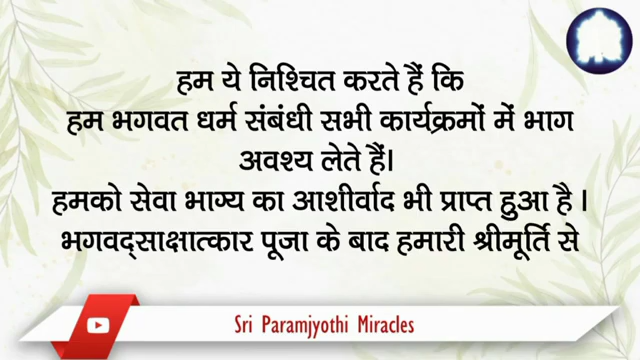 हम ये निश्चित करते हैं कि
हम भगवत धर्म संबंधी सभी कार्यक्रमों में भाग
अवश्य लेते हैं।
हमको सेवा भाग्य का आशीर्वाद भी प्राप्त हुआ है ।
भगवद्साक्षात्कार पूजा के बाद हमारी श्रीमूर्ति से
Sri Paramjyothi Miracles